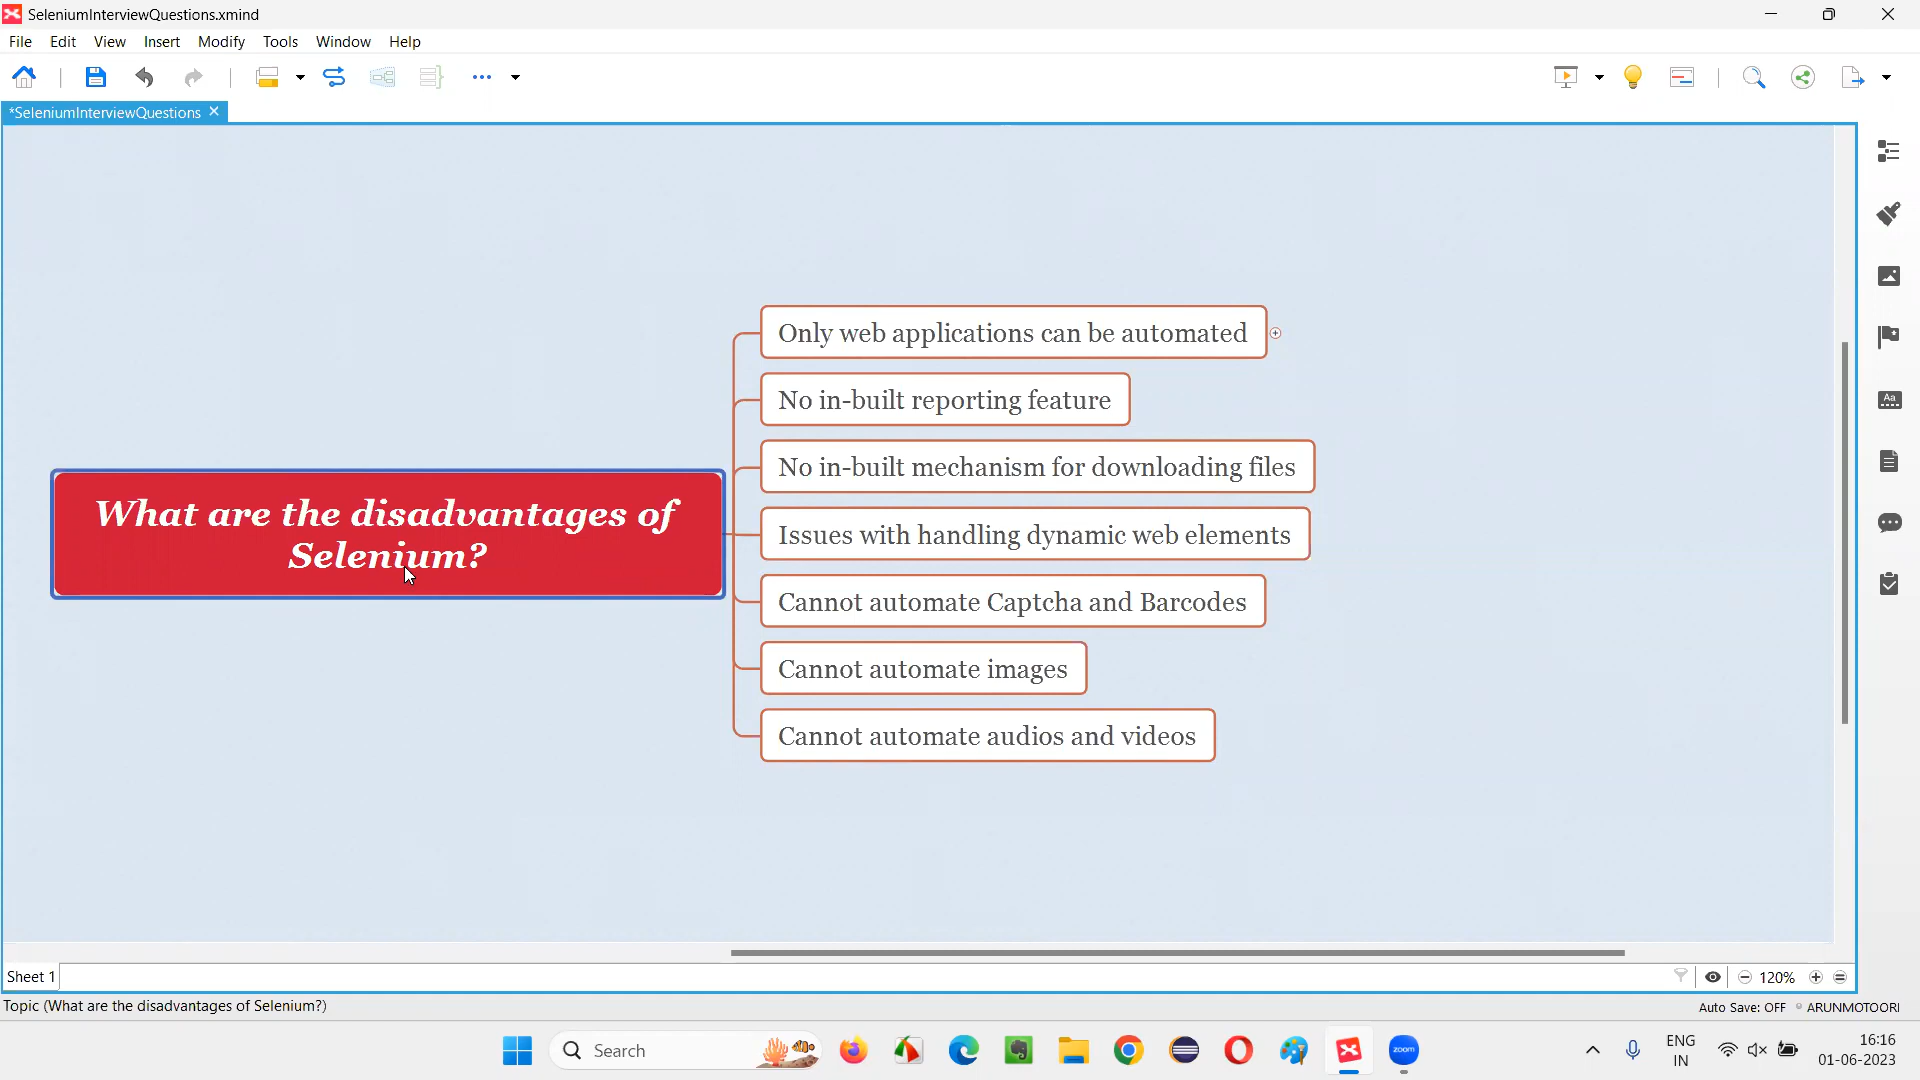 SeleniumInterviewQuestions.xmind
File Edit View Insert Modify Tools Window Help
*SeleniumInterviewQuestions
Only web applications can be automated
No in-built reporting feature
No in-built mechanism for downloading files
What are the disadvantages of
Selenium?
Issues with handling dynamic web elements
Cannot automate Captcha and Barcodes
Cannot automate images
Cannot automate audios and videos
Aa
Sheet 1
120%
Topic (What are the disadvantages of Selenium?)
Auto Save: OFF ARUNMOTOORI
Search
zoom
ENG
IN
16:16
01-06-2023